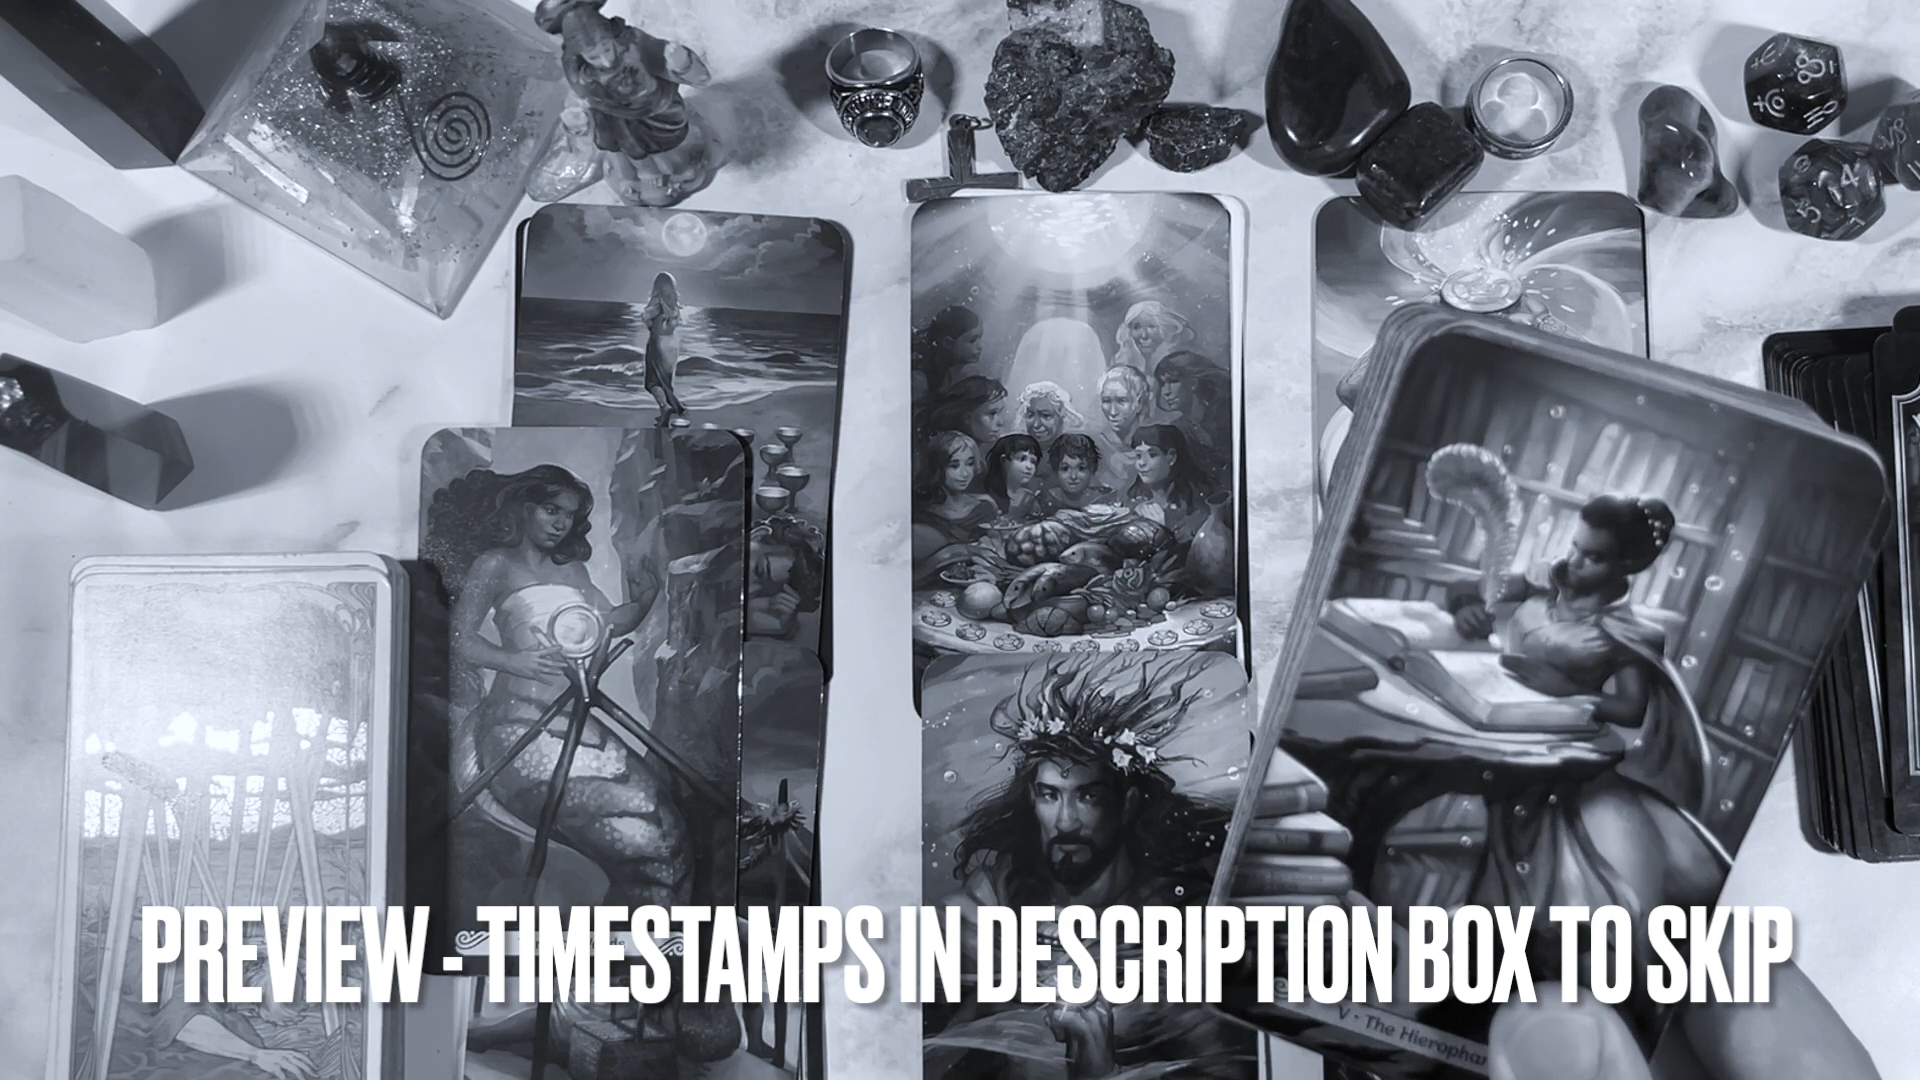 PREVIEW - TIMESTAMPS IN DESCRIPTION BOX TO SKIP
V - The Hierophan